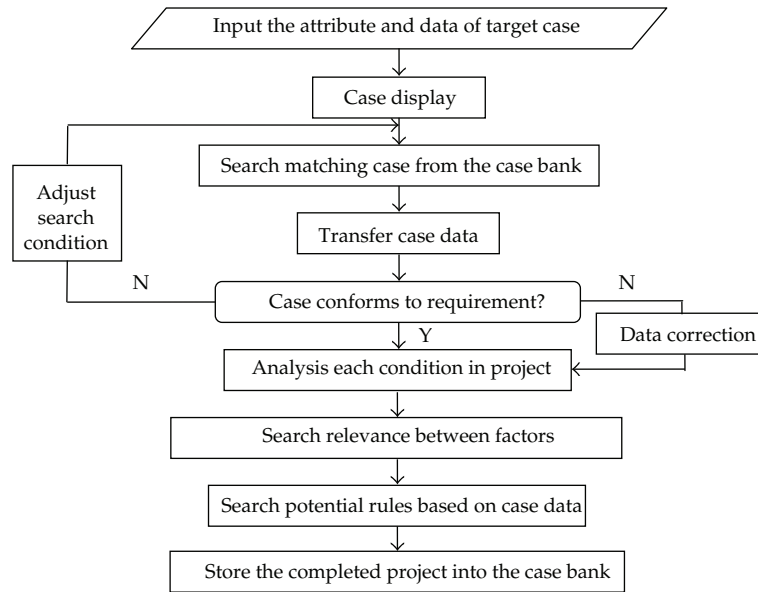 Input the attribute and data of target case
Case display
Search matching case from the case bank
Adjust
search
condition
Transfer case data
N
Case conforms to requirement?
N
Y
Data correction
Analysis each condition in project
Search relevance between factors
Search potential rules based on case data
Store the completed project into the case bank